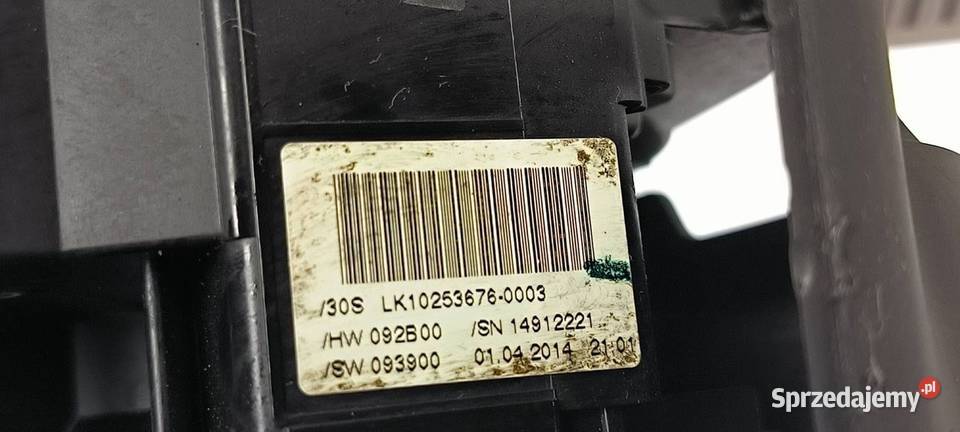 /30S LK10253676-0003
/HW 092B00 /SN 14912221
/SW 093900 01.04.2014 21:01
Sprzedajemy.pl